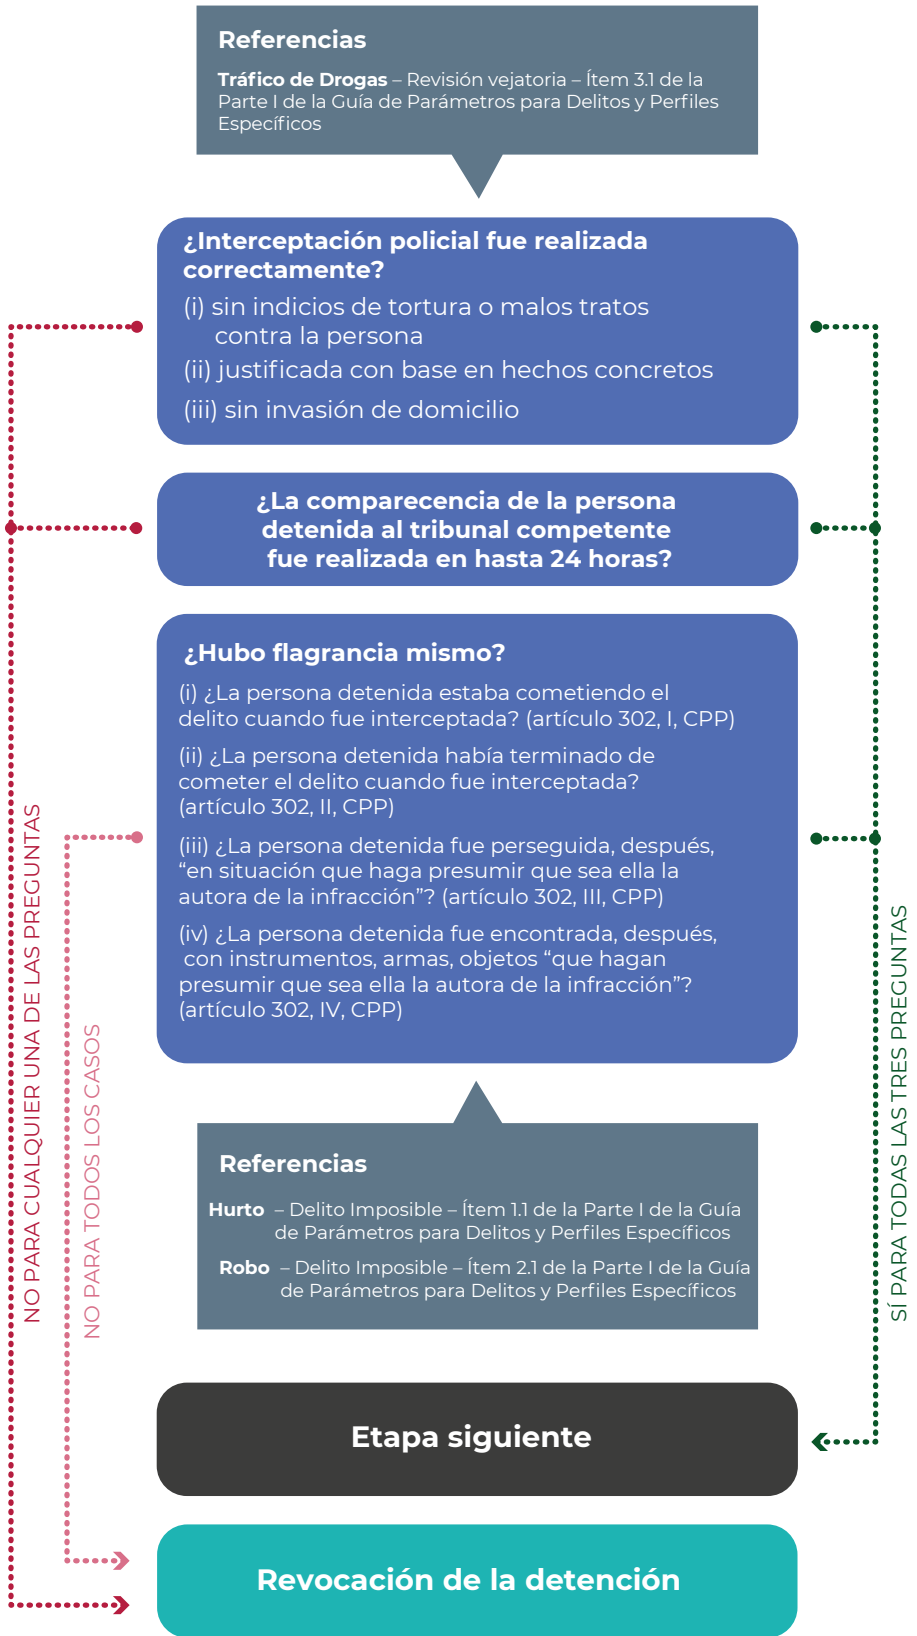 Referencias
Tráfico de Drogas – Revisión vejatoria – Ítem 3.1 de la
Parte I de la Guía de Parámetros para Delitos y Perfiles
Específicos
¿Interceptación policial fue realizada
correctamente?
(i) sin indicios de tortura o malos tratos
contra la persona
(ii) justificada con base en hechos concretos
(iii) sin invasión de domicilio
¿La comparecencia de la persona
detenida al tribunal competente
fue realizada en hasta 24 horas?
¿Hubo flagrancia mismo?
(i) ¿La persona detenida estaba cometiendo el
delito cuando fue interceptada? (artículo 302, I, CPP)
(ii) ¿La persona detenida había terminado de
cometer el delito cuando fue interceptada?
(artículo 302, II, CPP)
(iii) ¿La persona detenida fue perseguida, después,
“en situación que haga presumir que sea ella la
autora de la infracción”? (artículo 302, III, CPP)
(iv) ¿La persona detenida fue encontrada, después,
con instrumentos, armas, objetos “que hagan
presumir que sea ella la autora de la infracción”?
(artículo 302, IV, CPP)
NO PARA CUALQUIER UNA DE LAS PREGUNTAS
NO PARA TODOS LOS CASOS
SÍ PARA TODAS LAS TRES PREGUNTAS
Referencias
Hurto – Delito Imposible – Ítem 1.1 de la Parte I de la Guía
de Parámetros para Delitos y Perfiles Específicos
Robo – Delito Imposible – Ítem 2.1 de la Parte I de la Guía
de Parámetros para Delitos y Perfiles Específicos
Etapa siguiente
Revocación de la detención